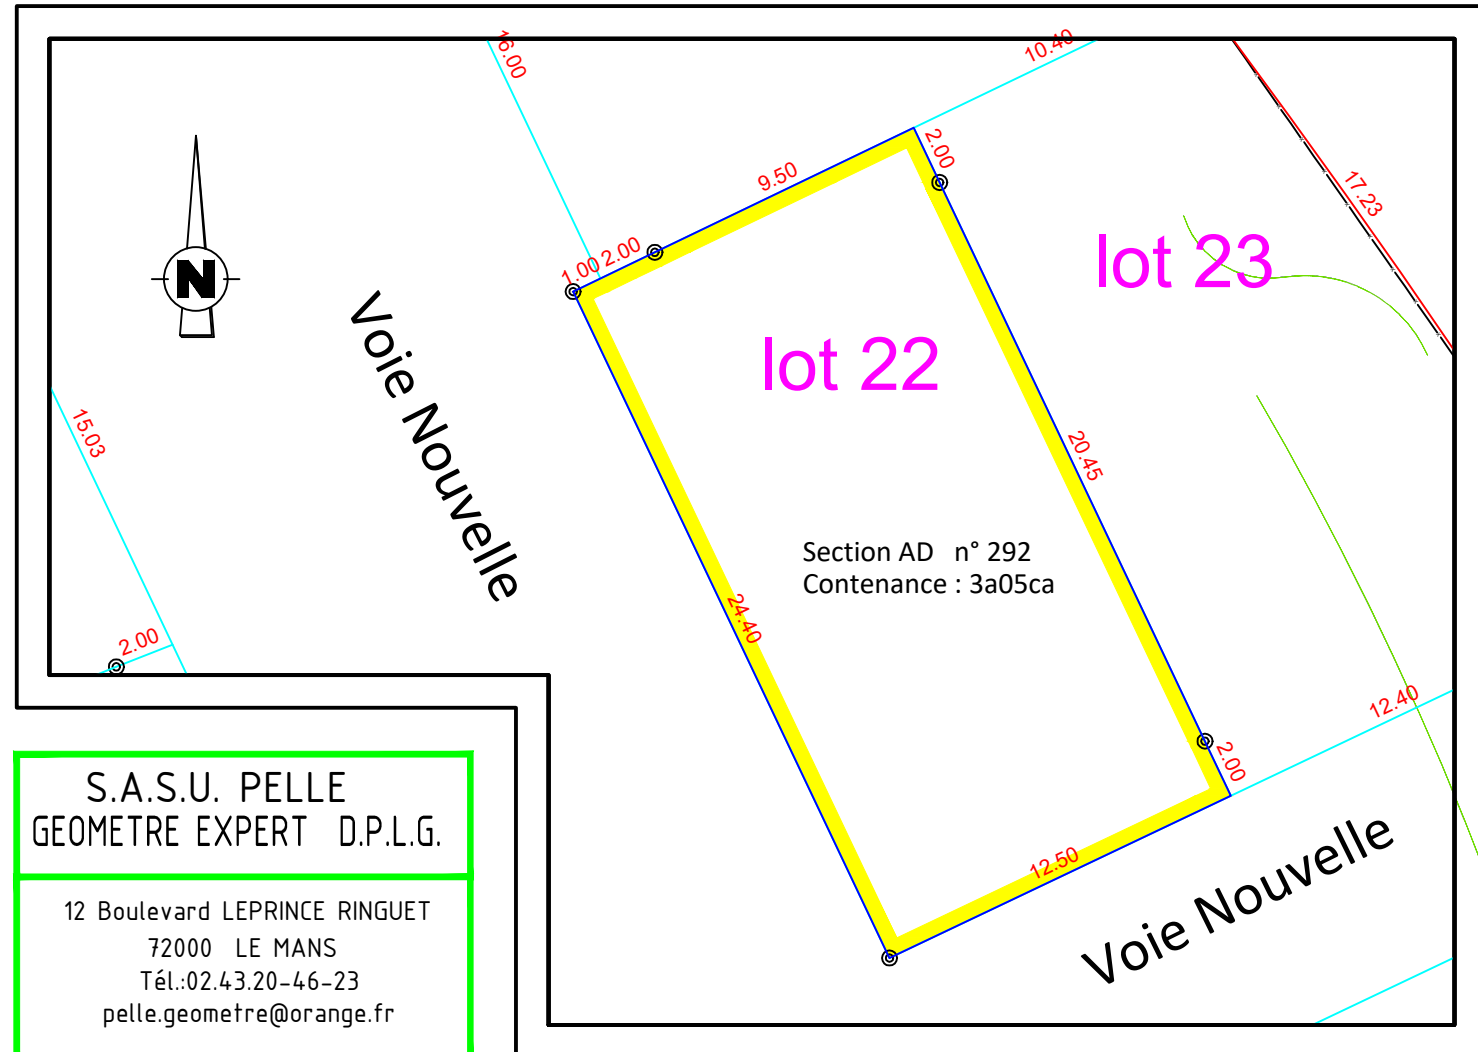 16.00
10.40
2.00
9.50
17.23
1.00
2.00
lot 23
N
Voie Nouvelle
lot 22
15.03
20.45
Section AD n° 292
Contenance : 3a05ca
24.40
2.00
12.40
2.00
12.50
Voie Nouvelle
S.A.S.U. PELLE
GEOMETRE EXPERT D.P.L.G.
12 Boulevard LEPRINCE RINGUET
72000 LE MANS
Tél.:02.43.20-46-23
pelle.geometre@orange.fr